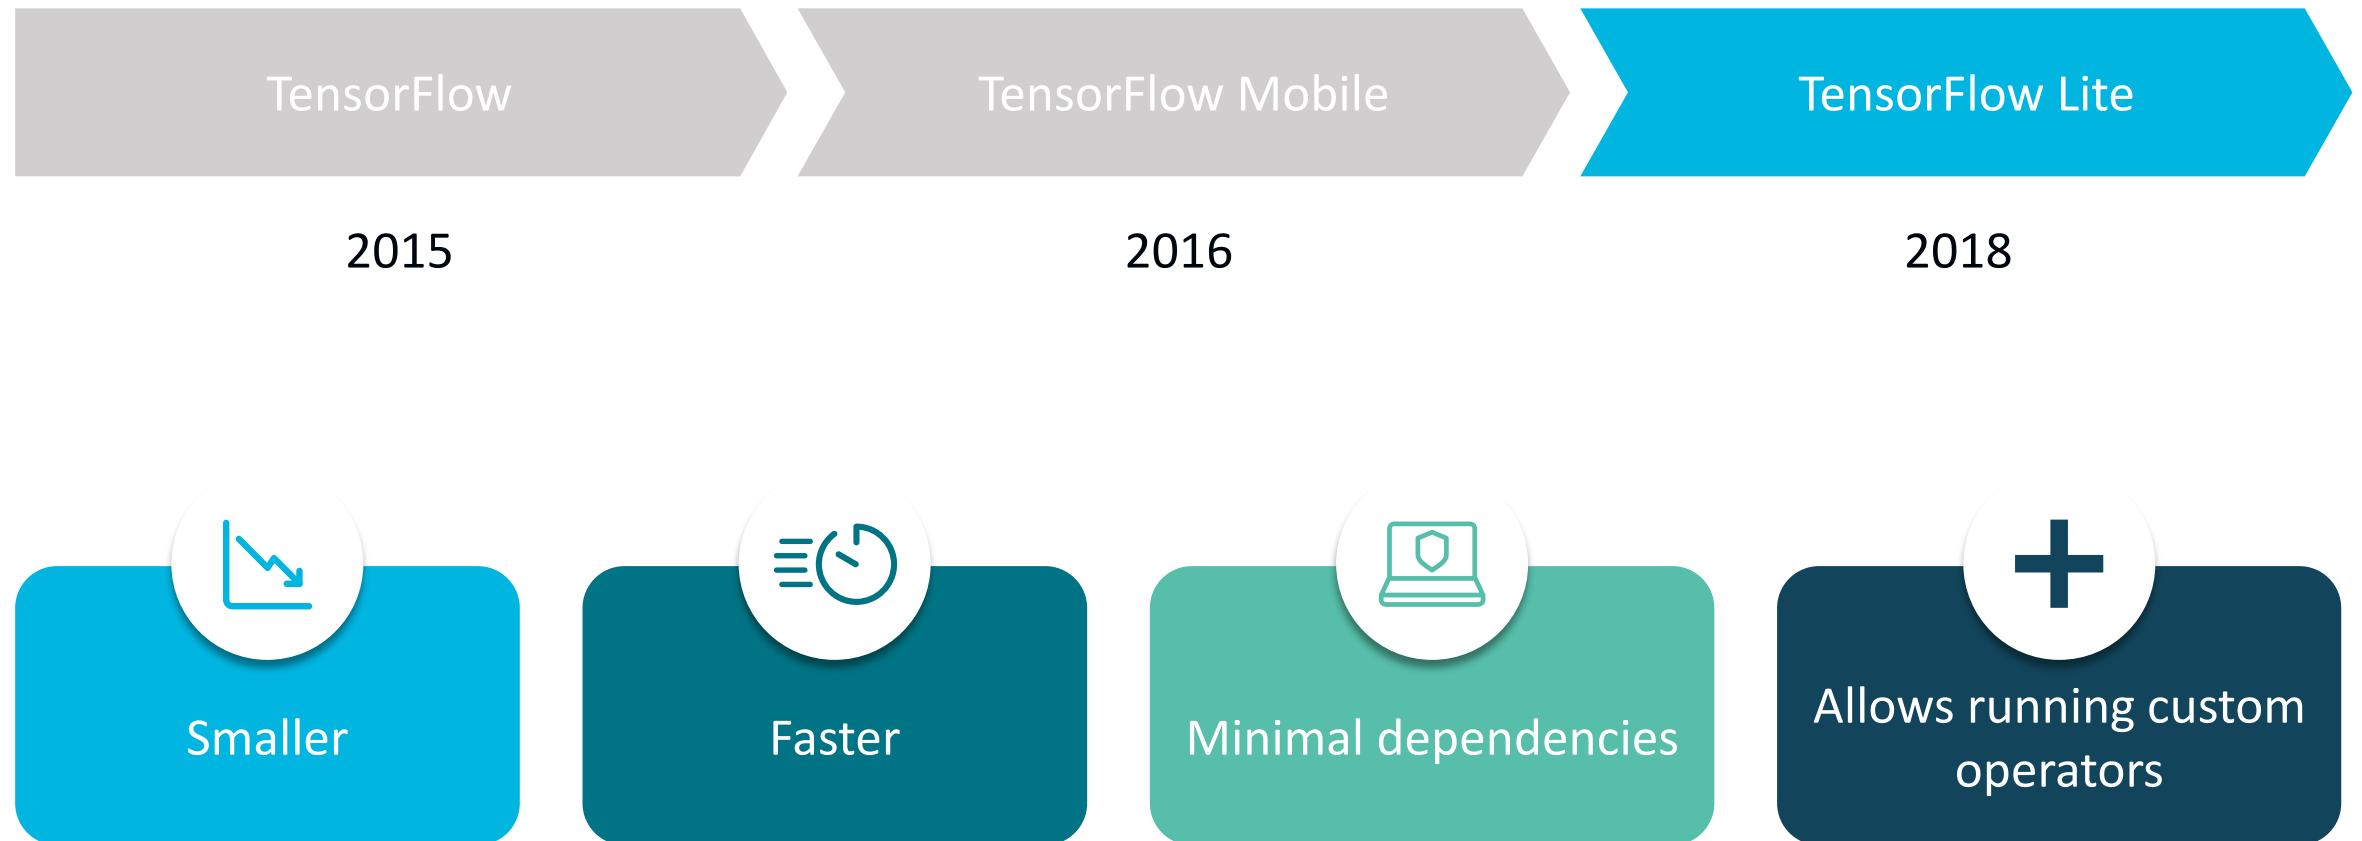 TensorFlow
TensorFlow Mobile
TensorFlow Lite
2015
2016
2018
Smaller
Faster
Minimal dependencies
Allows running custom
operators